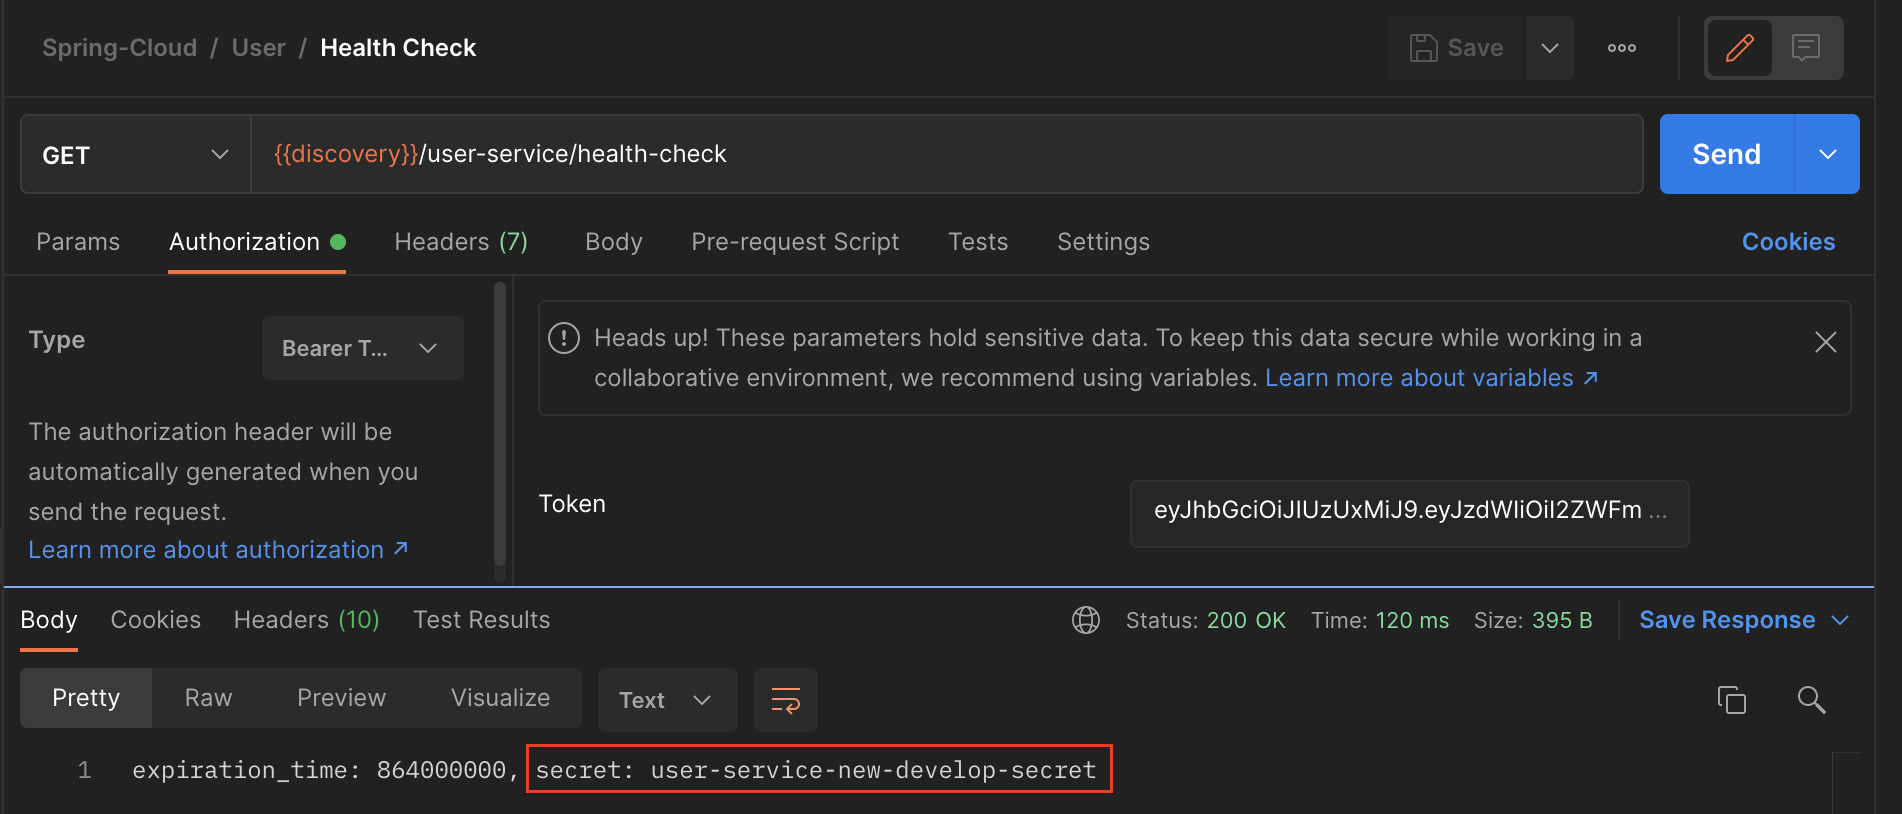 Spring-Cloud / User / Health Check
Save
GET
{{discovery}}/user-service/health-check
Send
Params
Authorization
Headers (7)
Body
Pre-request Script
Tests
Settings
Cookies
Type
Bearer T...
The authorization header will be
automatically generated when you
send the request.
Learn more about authorization ↗
Heads up! These parameters hold sensitive data. To keep this data secure while working in a
collaborative environment, we recommend using variables. Learn more about variables ↗
Token
eyJhbGciOiJIUzUxMiJ9.eyJzdWIiOiI2ZWFm ...
Body
Cookies
Headers (10)
Test Results
Status: 200 OK
Time: 120 ms
Size: 395 B
Save Response
Pretty
Raw
Preview
Visualize
Text
1
expiration_time: 864000000, secret: user-service-new-develop-secret